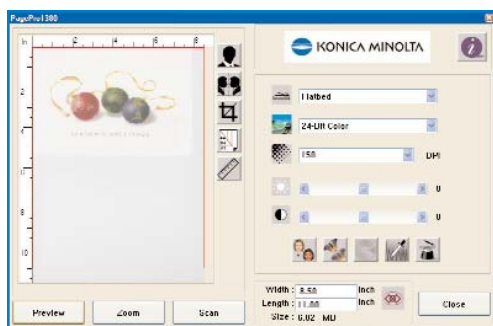 PagePro1380
In 2 4 6 8
2
4
6
8
10
KONICA MINOLTA
i
Flatbed
24-Bit Color
150 DPI
0
0
Width : 8.50 Inch
Length : 11.00 Inch
Size : 6.02 MB
Preview Zoom Scan
Close